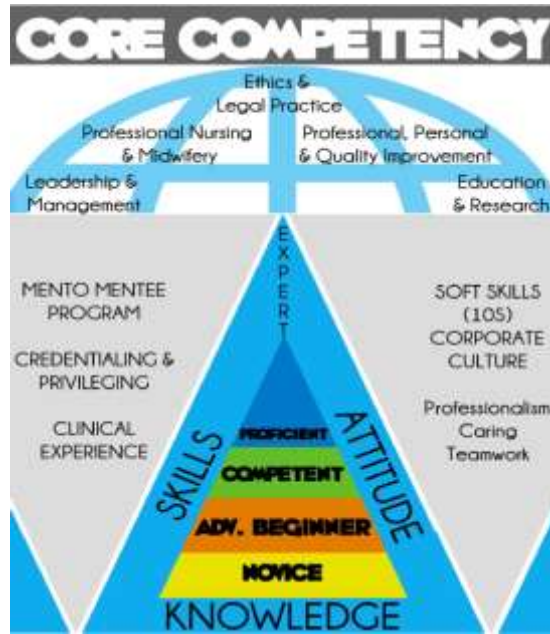 CORE COMPETENCY
Ethics &
Legal Practice
Professional Nursing
& Midwifery
Professional, Personal
& Quality Improvement
Leadership &
Management
Education
& Research
EXPERT
MENTO MENTEE
PROGRAM
CREDENTIALING &
PRIVILEGING
CLINICAL
EXPERIENCE
SOFT SKILLS
(10S)
CORPORATE
CULTURE
Professionalism
Caring
Teamwork
SKILLS
ATTITUDE
PROFICIENT
COMPETENT
ADV. BEGINNER
NOVICE
KNOWLEDGE